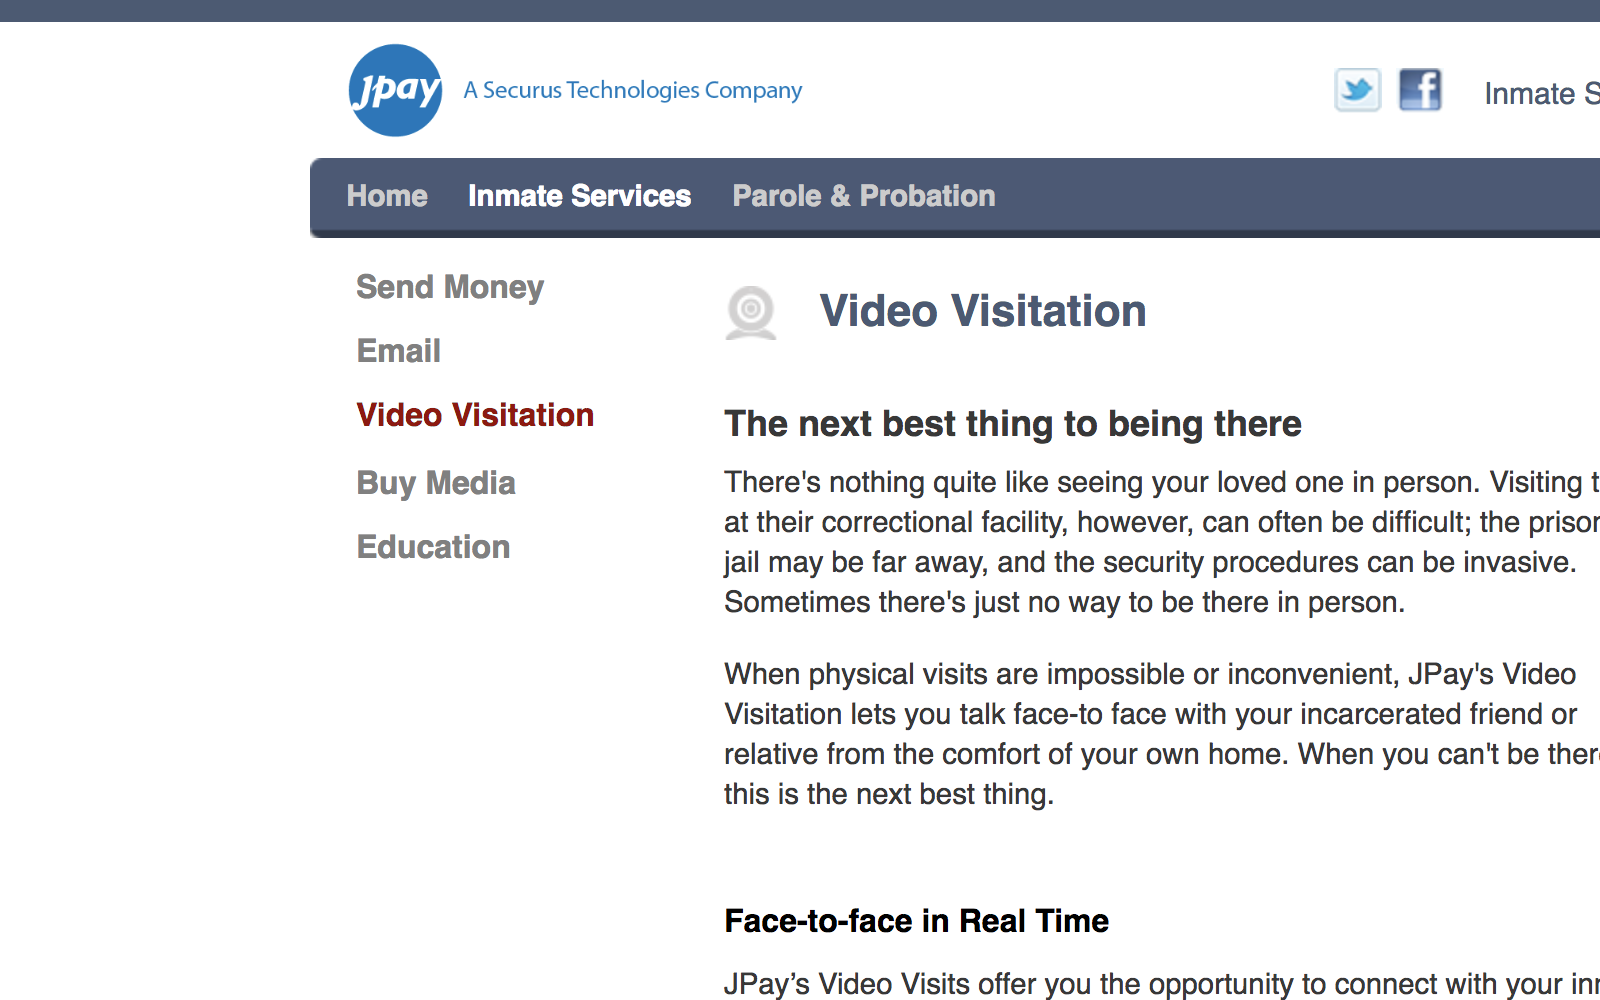 Jpay A Securus Technologies Company
Inmate S
Home Inmate Services Parole & Probation
Send Money
Email
Video Visitation
Buy Media
Education
Video Visitation
The next best thing to being there
There's nothing quite like seeing your loved one in person. Visiting t
at their correctional facility, however, can often be difficult; the prison
jail may be far away, and the security procedures can be invasive.
Sometimes there's just no way to be there in person.
When physical visits are impossible or inconvenient, JPay's Video
Visitation lets you talk face-to face with your incarcerated friend or
relative from the comfort of your own home. When you can't be there
this is the next best thing.
Face-to-face in Real Time
JPay’s Video Visits offer you the opportunity to connect with your inn